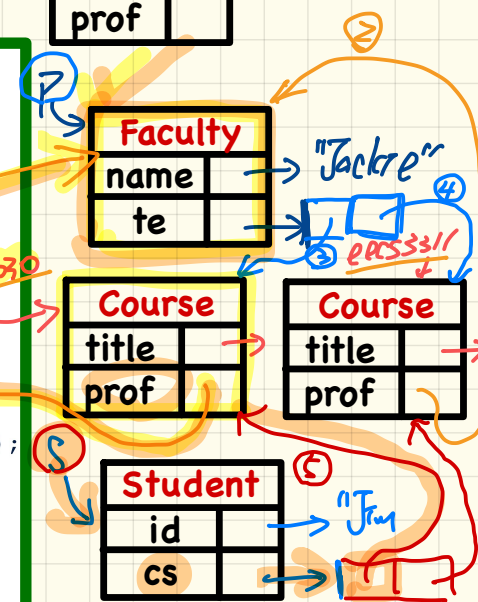 prof
P
2
Faculty
name
"Jackie"
te
4
3
eecs3311
30
Course
Course
title
title
prof
prof
;
S
5
Student
id
"Jim
cs